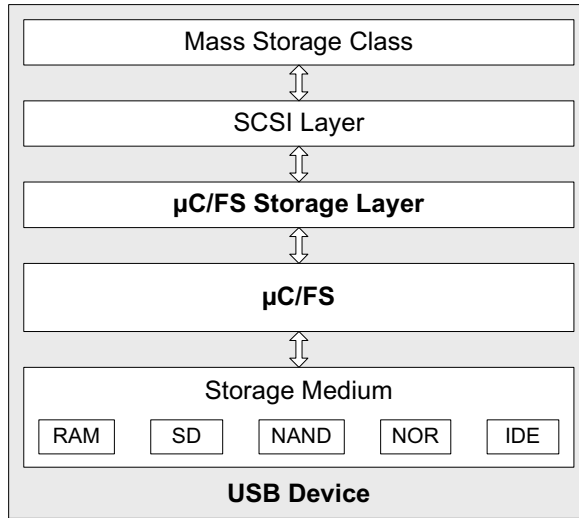 Mass Storage Class
SCSI Layer
µC/FS Storage Layer
µC/FS
Storage Medium
RAM SD NAND NOR IDE
USB Device